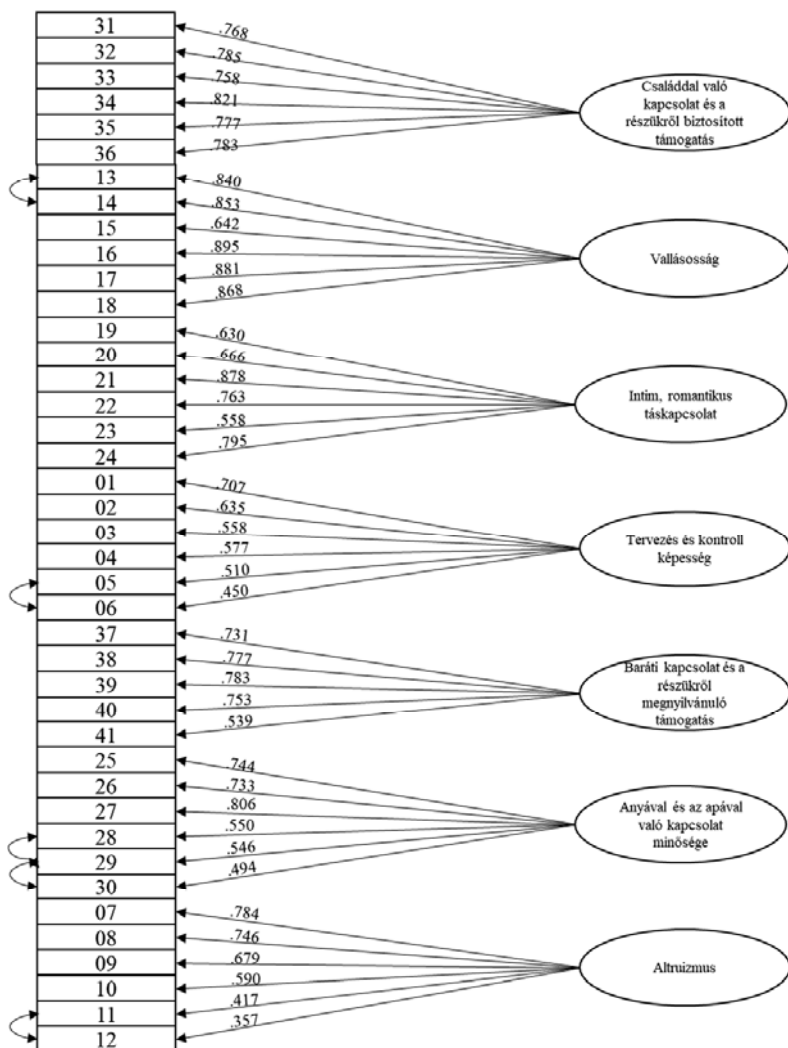 31 .768
32 .785
33 .758
34 .821
35 .777
36 .783
Családdal való
kapcsolat és a
részükről biztosított
támogatás
13 .840
14 .853
15 .642
16 .895
17 .881
18 .868
Vallásosság
19 .630
20 .666
21 .878
22 .763
23 .558
24 .795
Intim, romantikus
táskapcsolat
01 .707
02 .635
03 .558
04 .577
05 .510
06 .450
Tervezés és kontroll
képesség
37 .731
38 .777
39 .783
40 .753
41 .539
Baráti kapcsolat és a
részükről
megnyilvánuló
támogatás
25 .744
26 .733
27 .806
28 .550
29 .546
30 .494
Anyával és az apával
való kapcsolat
minősége
07 .784
08 .746
09 .679
10 .590
11 .417
12 .357
Altruizmus